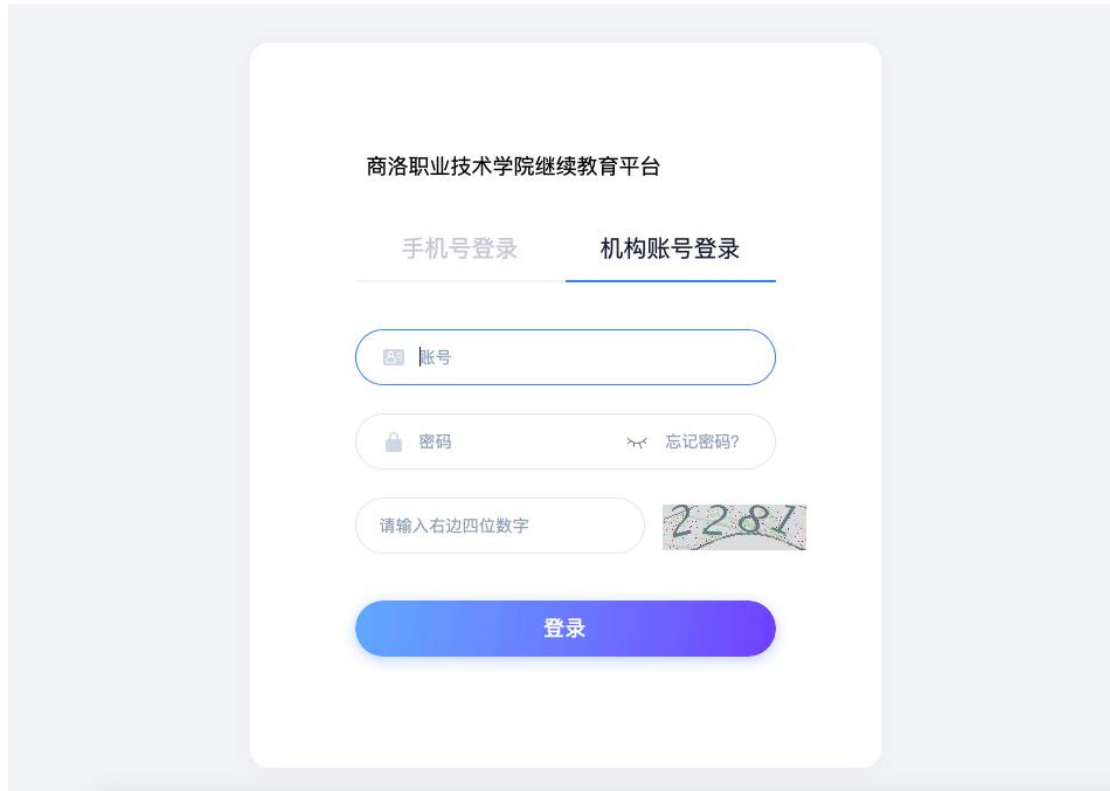 商洛职业技术学院继续教育平台
手机号登录 机构账号登录
账号
密码 忘记密码?
请输入右边四位数字 2281
登录